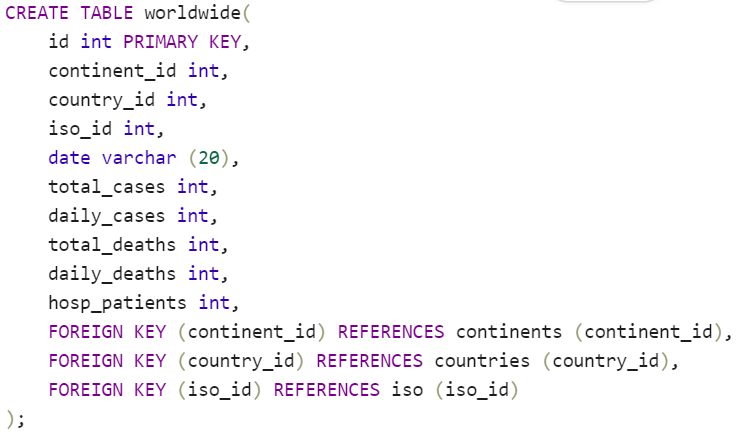 CREATE TABLE worldwide(
    id int PRIMARY KEY,
    continent_id int,
    country_id int,
    iso_id int,
    date varchar (20),
    total_cases int,
    daily_cases int,
    total_deaths int,
    daily_deaths int,
    hosp_patients int,
    FOREIGN KEY (continent_id) REFERENCES continents (continent_id),
    FOREIGN KEY (country_id) REFERENCES countries (country_id),
    FOREIGN KEY (iso_id) REFERENCES iso (iso_id)
);